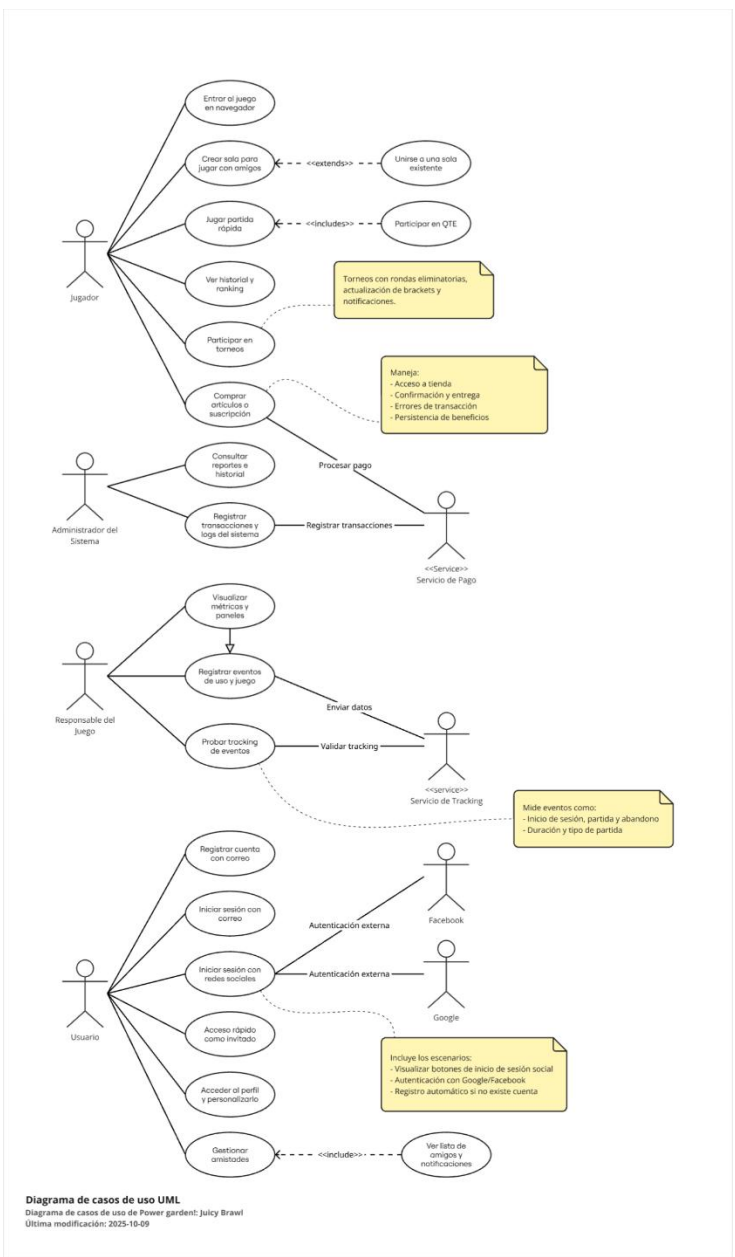 Entrar al juego
en navegador
Crear sala para
jugar con amigos
<<extends>>
Unirse a una sala
existente
Jugar partida
rápida
<<includes>>
Participar en QTE
Jugador
Ver historial y
ranking
Torneos con rondas eliminatorias,
actualización de brackets y
notificaciones.
Participar en
torneos
Maneja:
- Acceso a tienda
- Confirmación y entrega
- Errores de transacción
- Persistencia de beneficios
Comprar
artículos o
suscripción
Procesar pago
Consultar
reportes e
historial
Administrador del
Sistema
Registrar
transacciones y
logs del sistema
Registrar transacciones
<<Service>>
Servicio de Pago
Visualizar
métricas y
paneles
Registrar eventos
de uso y juego
Enviar datos
Responsable del
Juego
Probar tracking
de eventos
Validar tracking
<<service>>
Servicio de Tracking
Mide eventos como:
- Inicio de sesión, partida y abandono
- Duración y tipo de partida
Registrar cuenta
con correo
Iniciar sesión con
correo
Facebook
Autenticación externa
Iniciar sesión con
redes sociales
Autenticación externa
Google
Usuario
Acceso rápido
como invitado
Incluye los escenarios:
- Visualizar botones de inicio de sesión social
- Autenticación con Google/Facebook
- Registro automático si no existe cuenta
Acceder al perfil
y personalizarlo
Gestionar
amistades
<<include>>
Ver lista de
amigos y
notificaciones
Diagrama de casos de uso UML
Diagrama de casos de uso de Power garden!: Juicy Brawl
Última modificación: 2025-10-09